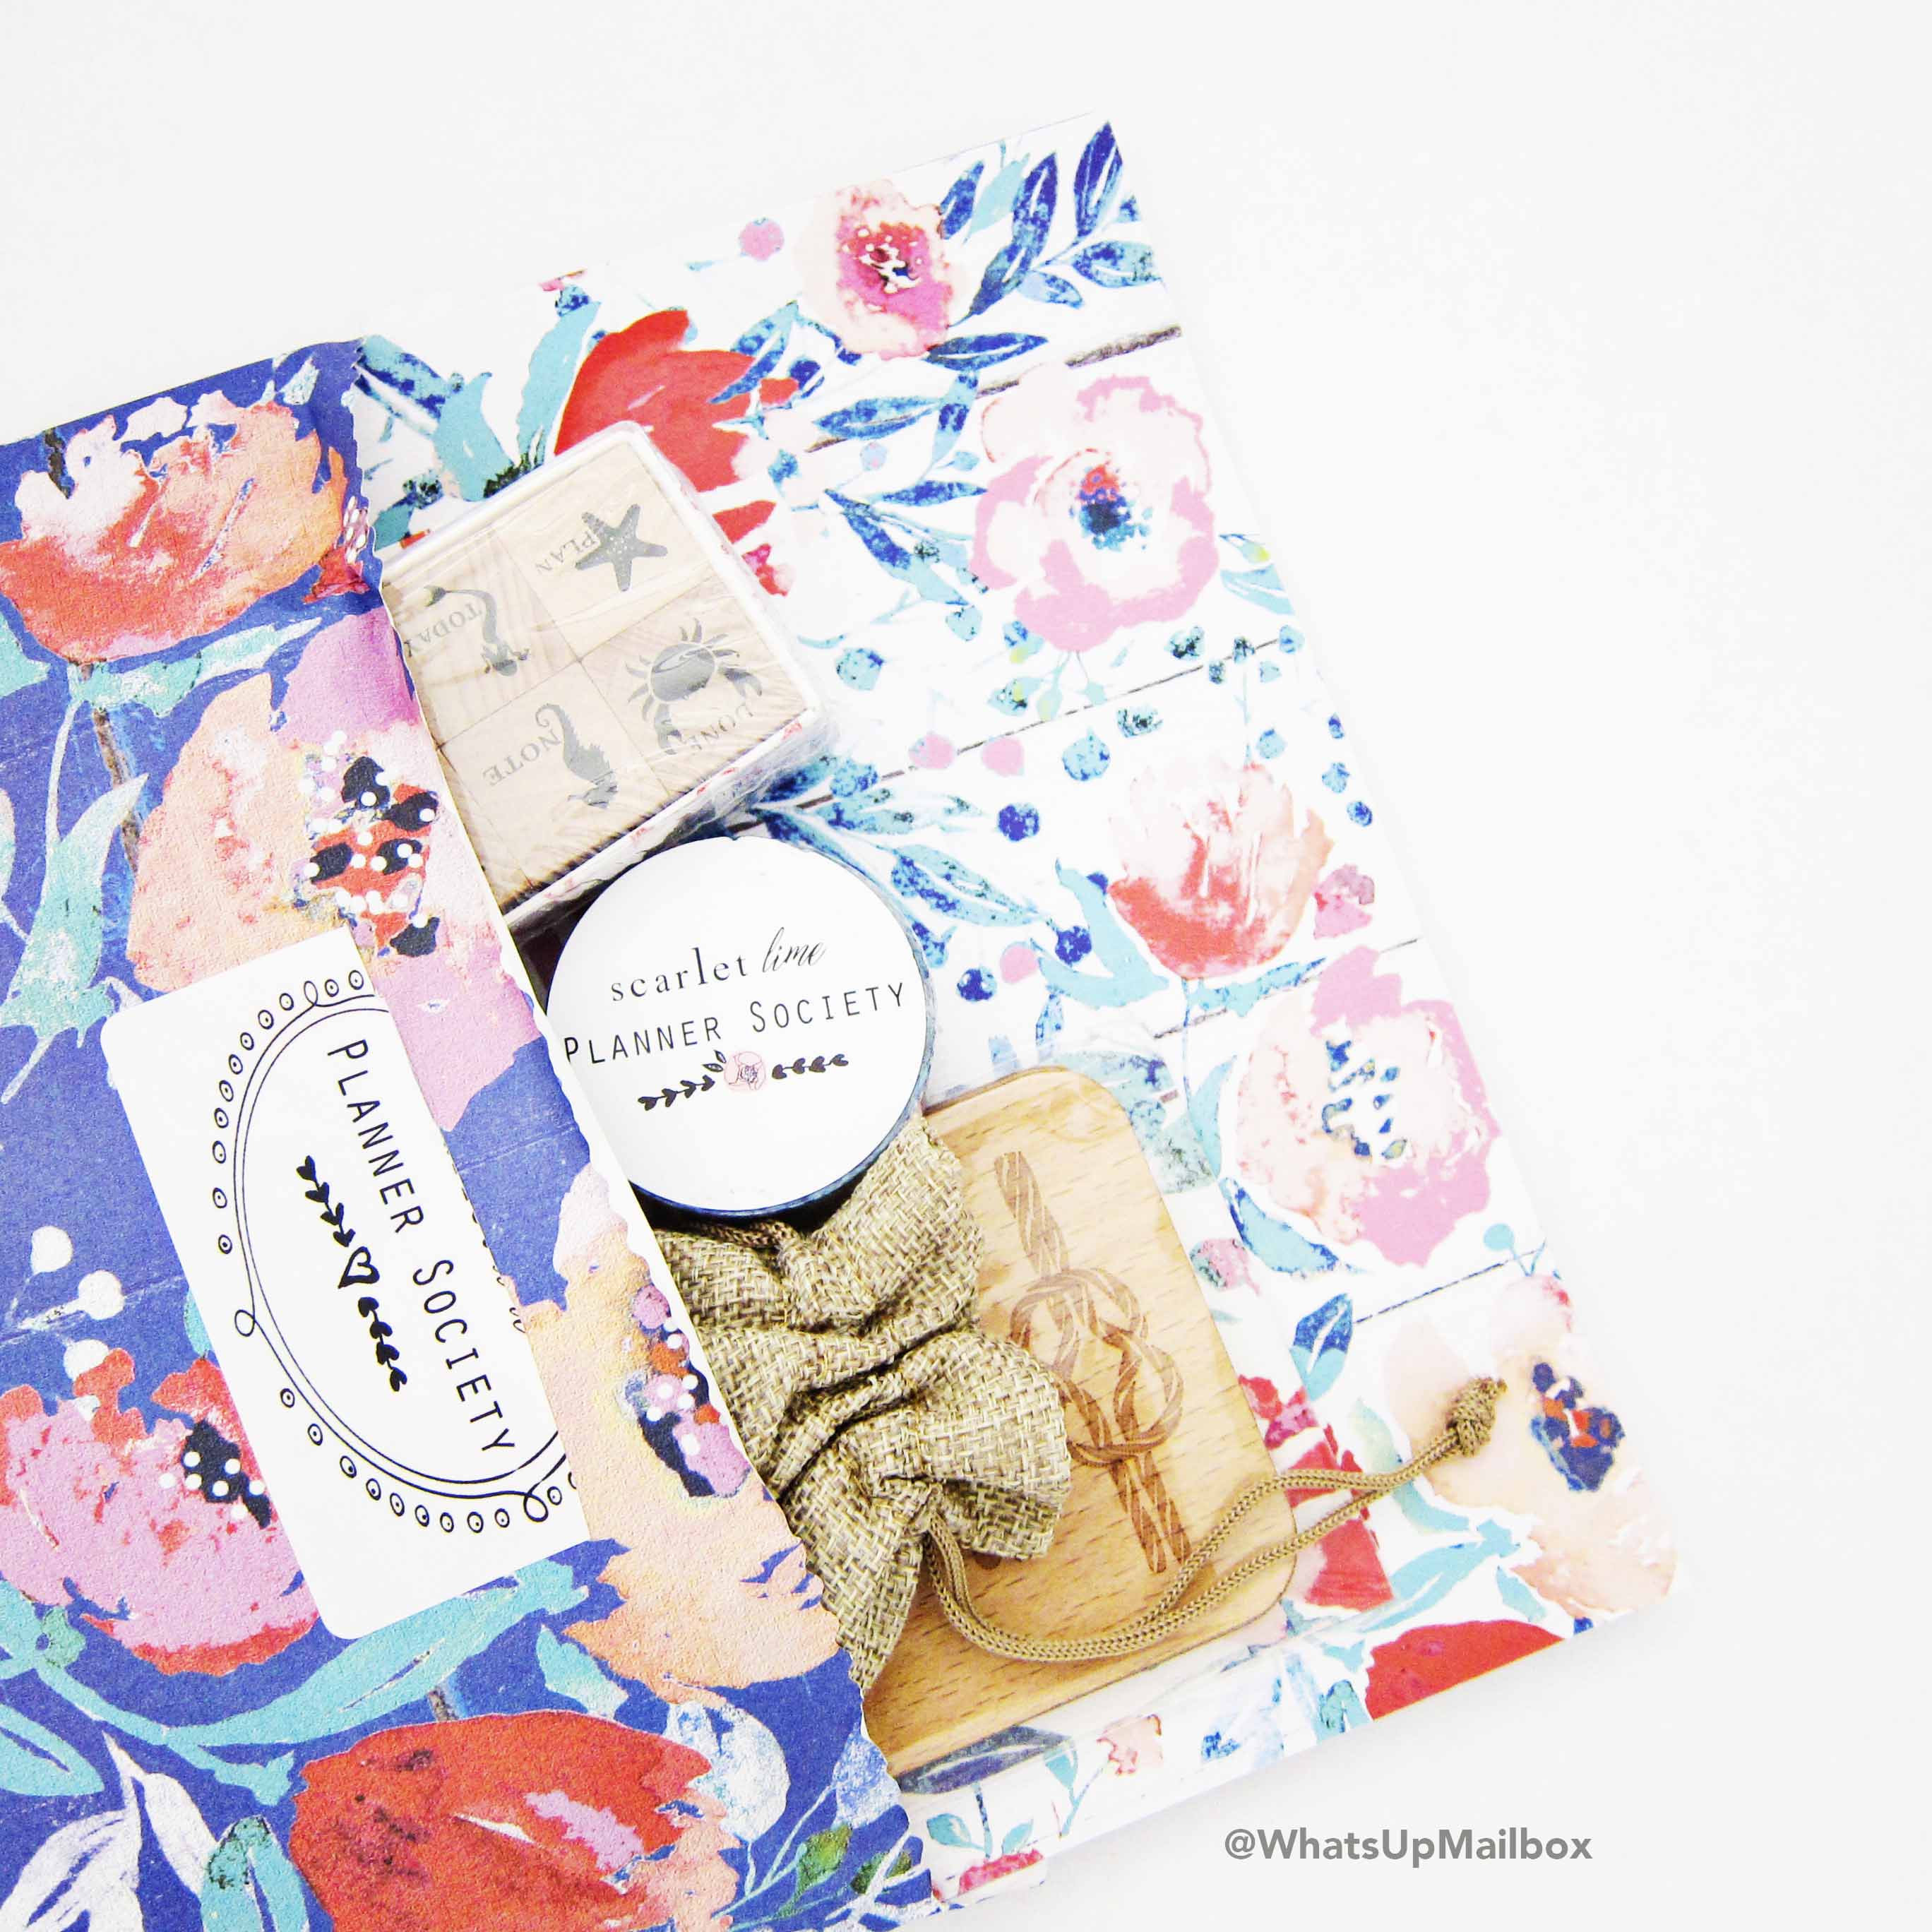 PLAN
TODAY
DONE
NOTE
scarlet lime
PLANNER SOCIETY
PLANNER SOCIETY
@WhatsUpMailbox